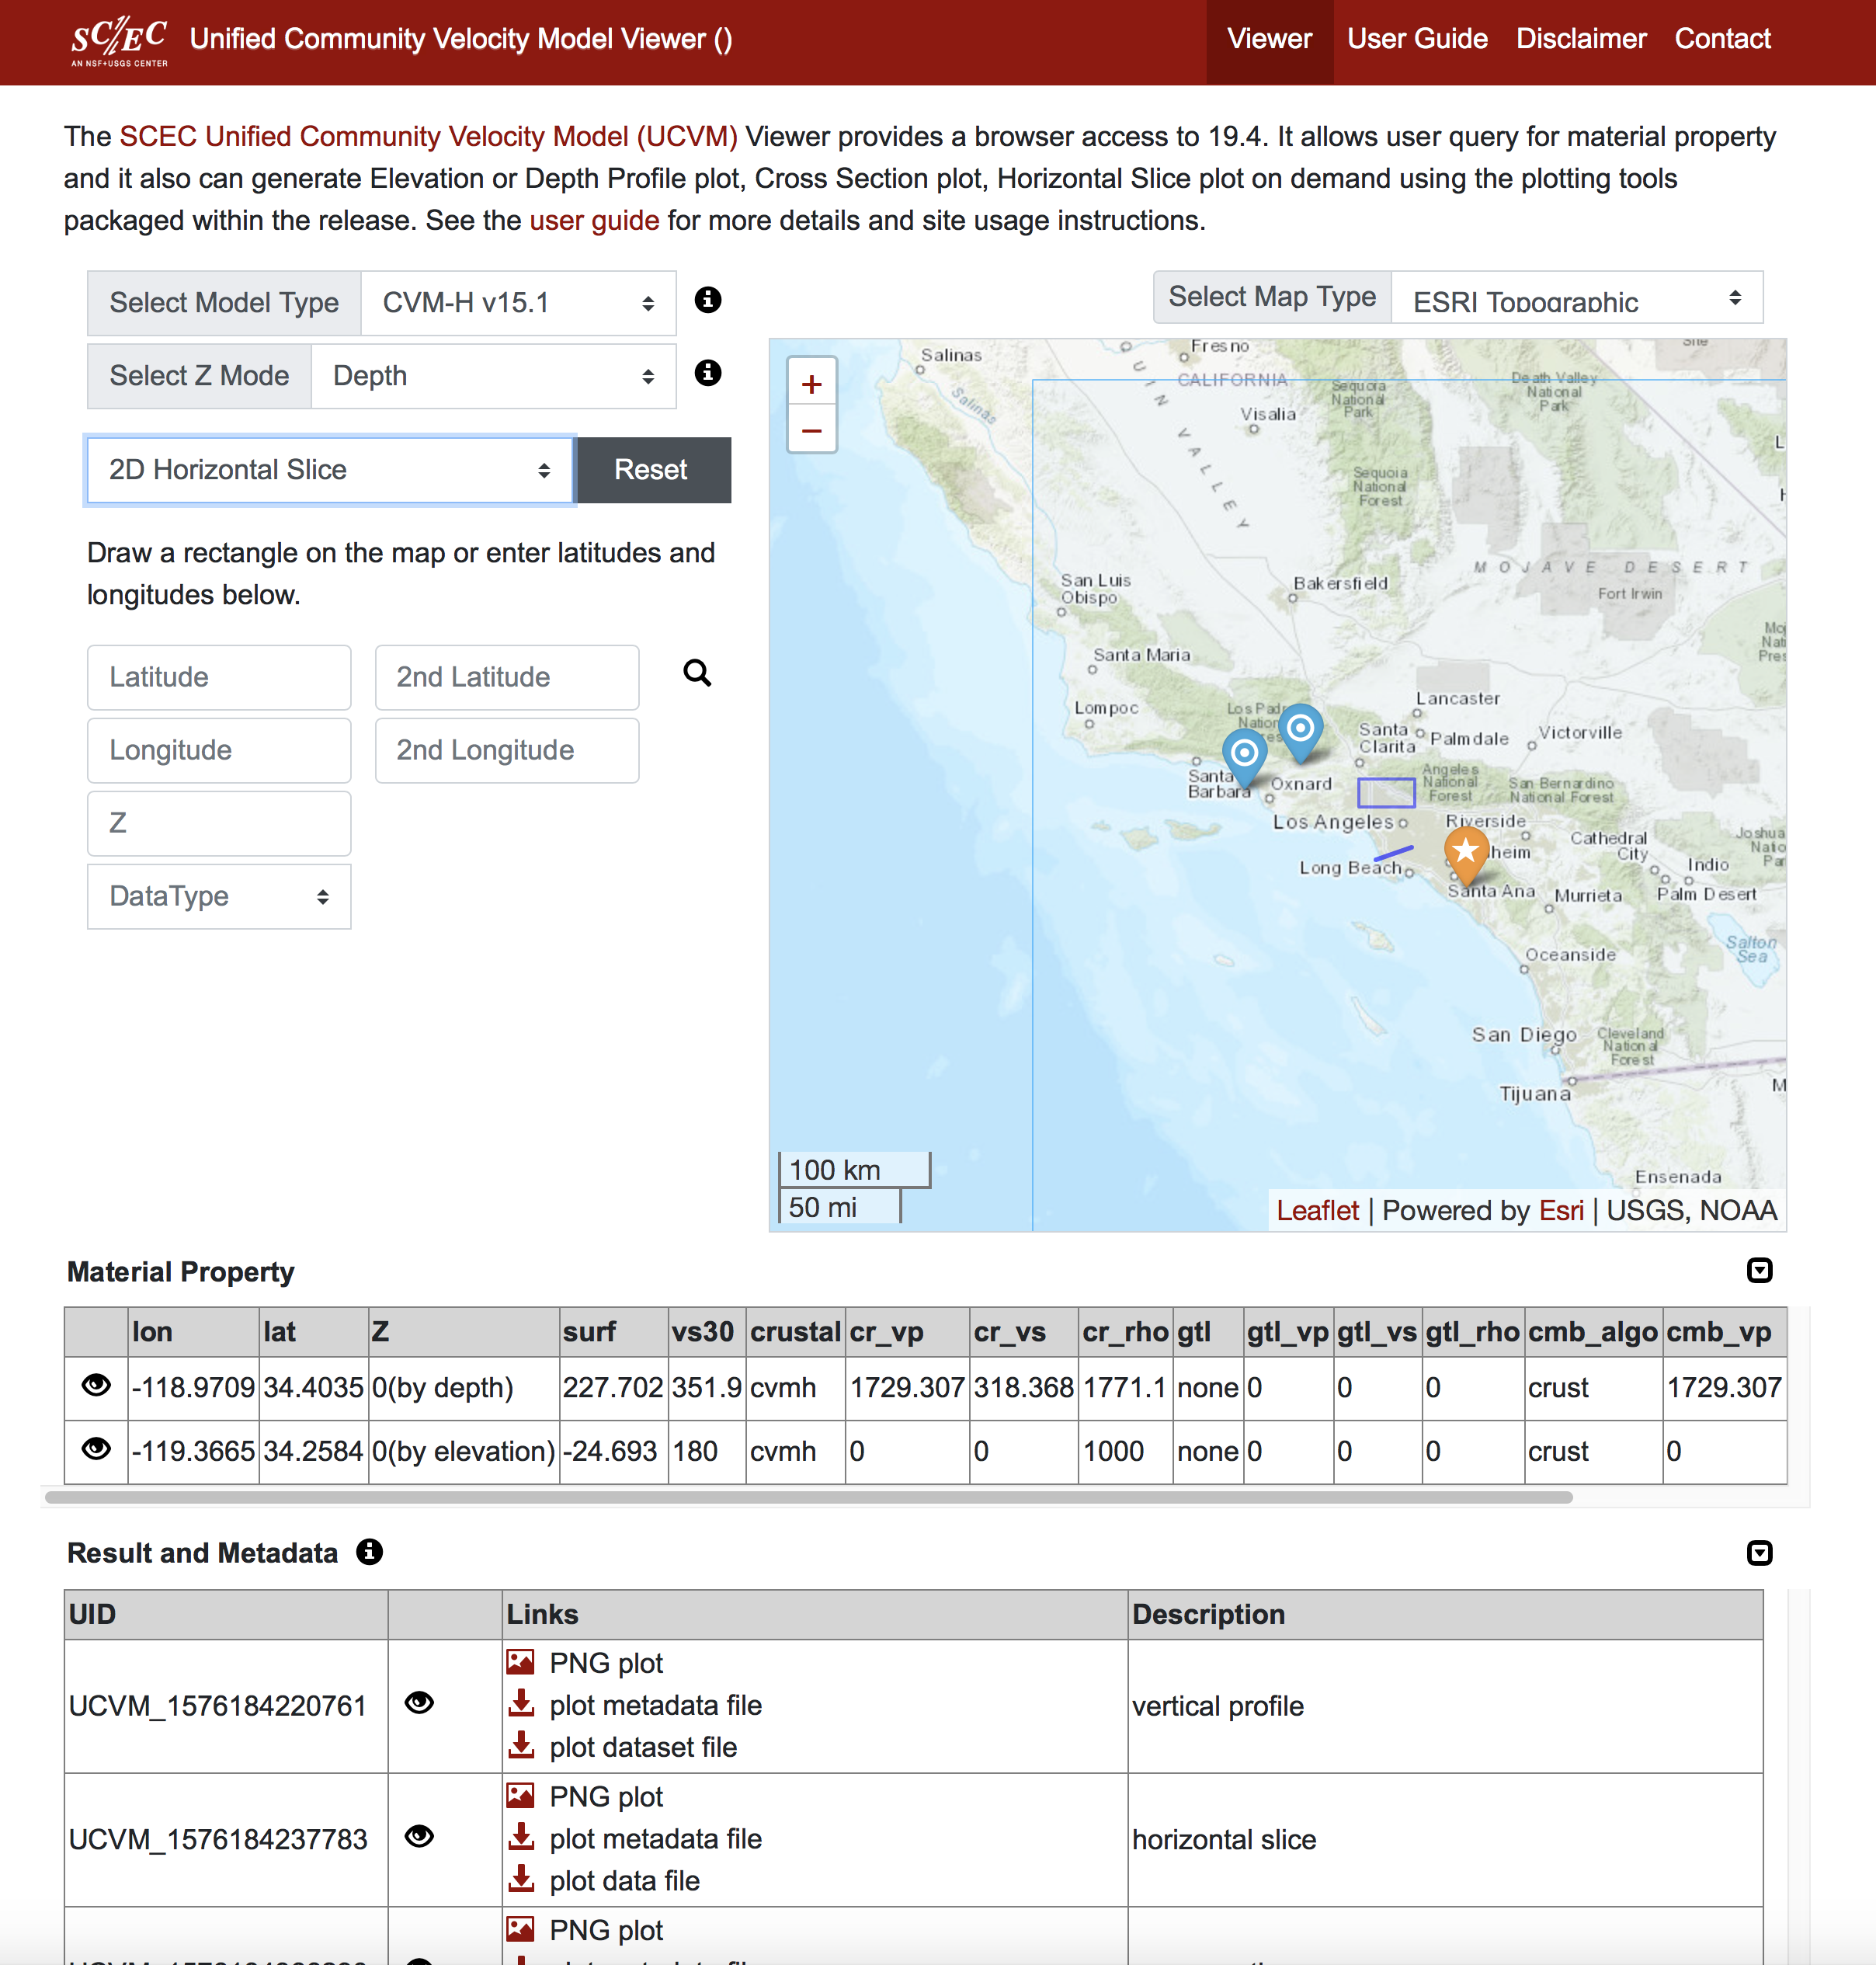 SC/EC
AN NSF+USGS CENTER
Unified Community Velocity Model Viewer ()
Viewer User Guide Disclaimer Contact
The SCEC Unified Community Velocity Model (UCVM) Viewer provides a browser access to 19.4. It allows user query for material property
and it also can generate Elevation or Depth Profile plot, Cross Section plot, Horizontal Slice plot on demand using the plotting tools
packaged within the release. See the user guide for more details and site usage instructions.
Select Model Type CVM-H v15.1
Select Z Mode Depth
2D Horizontal Slice Reset
Draw a rectangle on the map or enter latitudes and
longitudes below.
Latitude 2nd Latitude
Longitude 2nd Longitude
Z
DataType
Select Map Type ESRI Topographic
+
−
Salinas
Fresno
CALIFORNIA
Salinas
Visalia
Sequoia
National
Park
Death Valley
National
Park
VALLEY
Sequoia
National
Forest
MOJAVE DESERT
Fort Irwin
San Luis
Obispo
Bakersfield
Santa Maria
Lompoc
Lancaster
Santa
Clarita
Palmdale
Victorville
Santa
Barbara
Oxnard
Angeles
National
Forest
San Bernardino
National Forest
Los Angeles
Riverside
Cathedral
City
Long Beach
Indio
Santa Ana
Murrieta
Palm Desert
Salton
Sea
Oceanside
San Diego
Cleveland
National
Forest
Tijuana
Ensenada
100 km
50 mi
Leaflet | Powered by Esri | USGS, NOAA
Material Property
lon lat Z surf vs30 crustal cr_vp cr_vs cr_rho gtl gtl_vp gtl_vs gtl_rho cmb_algo cmb_vp
-118.9709 34.4035 0(by depth) 227.702 351.9 cvmh 1729.307 318.368 1771.1 none 0 0 0 crust 1729.307
-119.3665 34.2584 0(by elevation) -24.693 180 cvmh 0 0 1000 none 0 0 0 crust 0
Result and Metadata
UID Links Description
PNG plot
UCVM_1576184220761 plot metadata file vertical profile
plot dataset file
PNG plot
UCVM_1576184237783 plot metadata file horizontal slice
plot data file
PNG plot